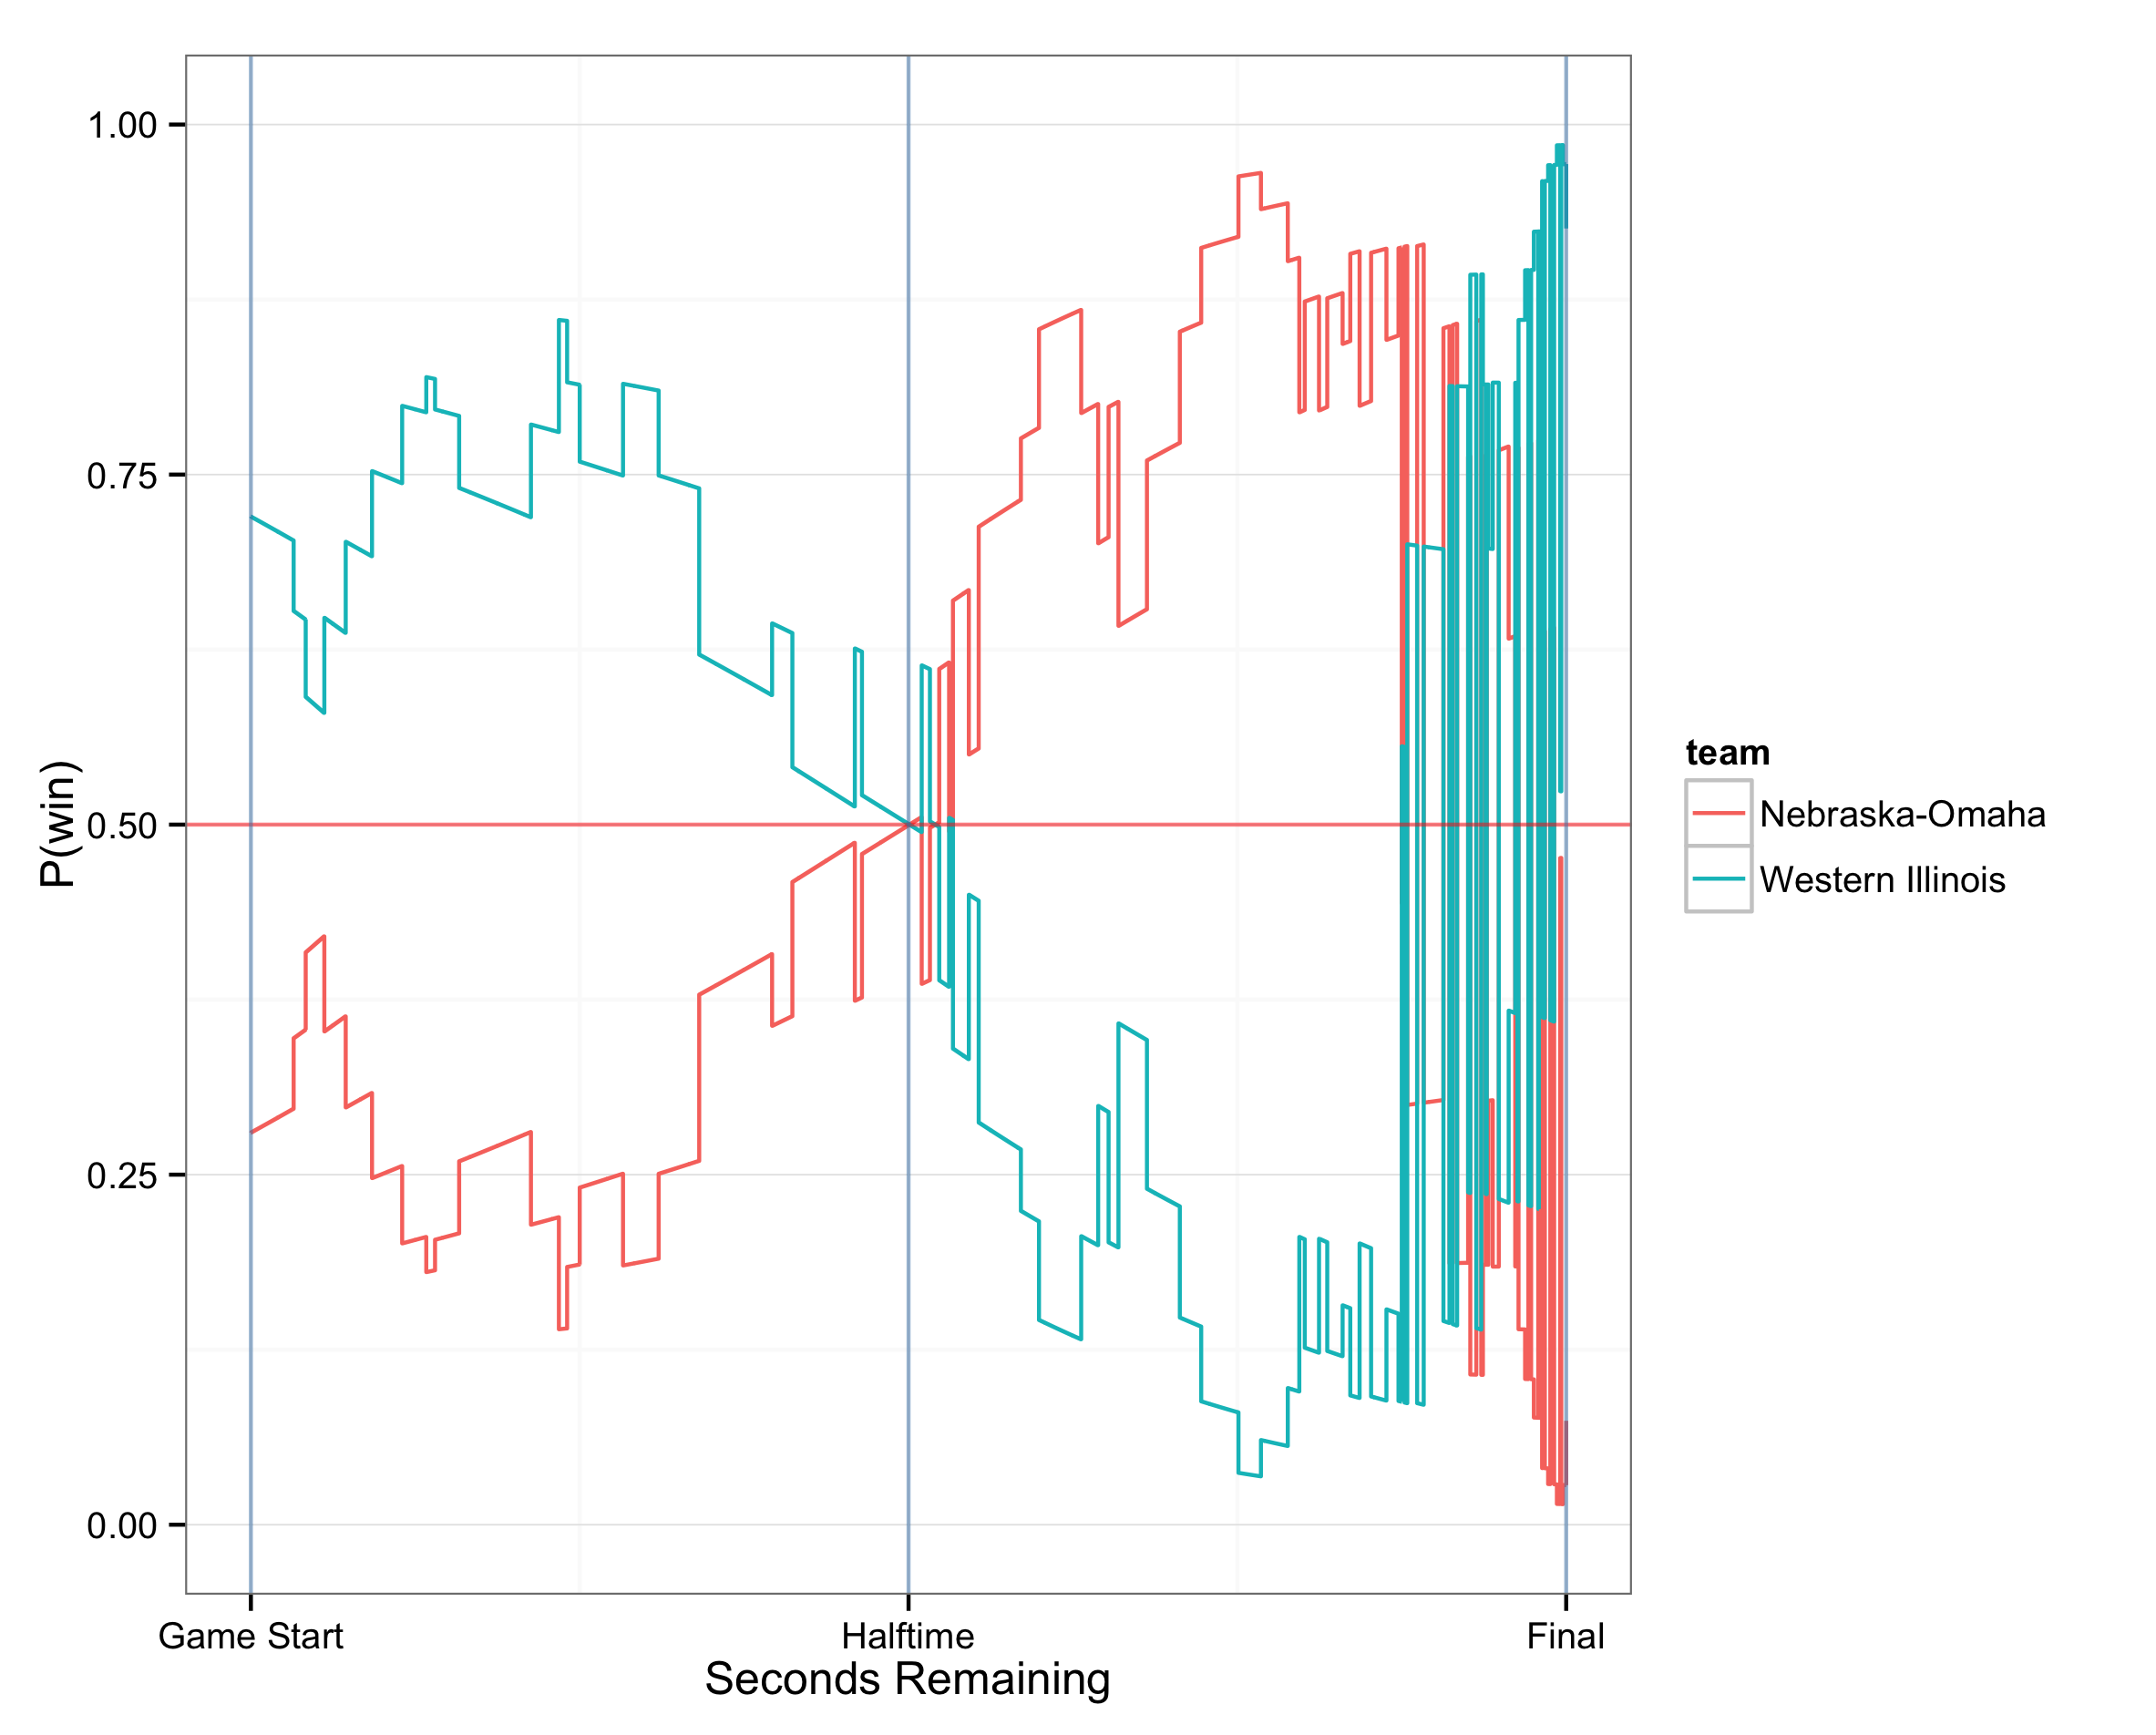 1.00
0.75
0.50
0.25
0.00
P(win)
Game Start
Halftime
Final
Seconds Remaining
team
Nebraska-Omaha
Western Illinois